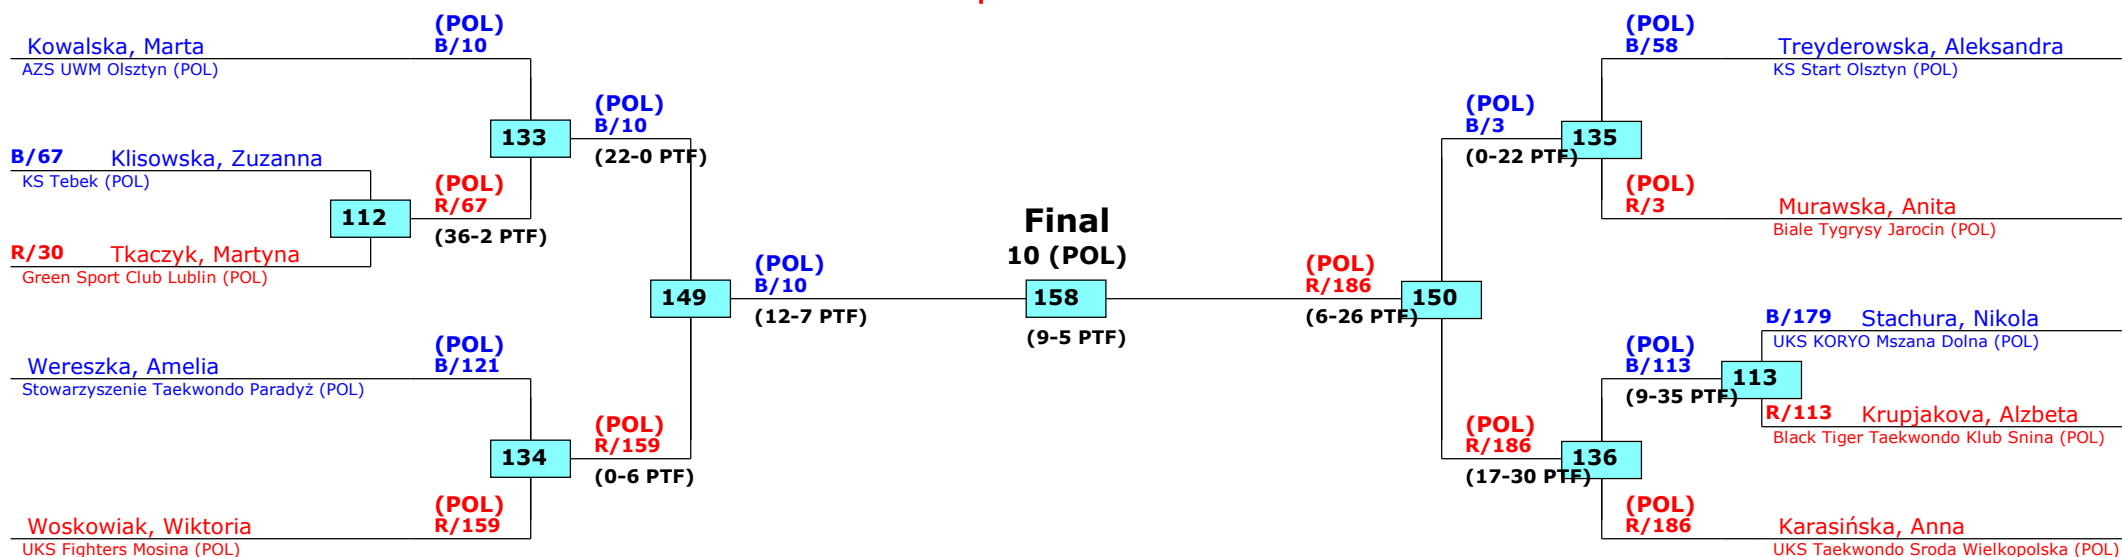 (POL)
B/10
Kowalska, Marta
AZS UWM Olsztyn (POL)
B/67 Klisowska, Zuzanna
KS Tebek (POL)
R/30 Tkaczyk, Martyna
Green Sport Club Lublin (POL)
112
(POL)
R/67
(36-2 PTF)
133
(POL)
B/10
(22-0 PTF)
Wereszka, Amelia
Stowarzyszenie Taekwondo Paradyż (POL)
(POL)
B/121
Woskowiak, Wiktoria
UKS Fighters Mosina (POL)
(POL)
R/159
134
(POL)
R/159
(0-6 PTF)
149
(POL)
B/10
(12-7 PTF)
Final
10 (POL)
158
(9-5 PTF)
(POL)
R/186
(6-26 PTF)
150
(POL)
B/3
(0-22 PTF)
135
(POL)
B/58
Treyderowska, Aleksandra
KS Start Olsztyn (POL)
(POL)
R/3
Murawska, Anita
Biale Tygrysy Jarocin (POL)
(POL)
R/186
(17-30 PTF)
136
(POL)
B/113
(9-35 PTF)
113
B/179 Stachura, Nikola
UKS KORYO Mszana Dolna (POL)
R/113 Krupjakova, Alzbeta
Black Tiger Taekwondo Klub Snina (POL)
(POL)
R/186
Karasińska, Anna
UKS Taekwondo Sroda Wielkopolska (POL)